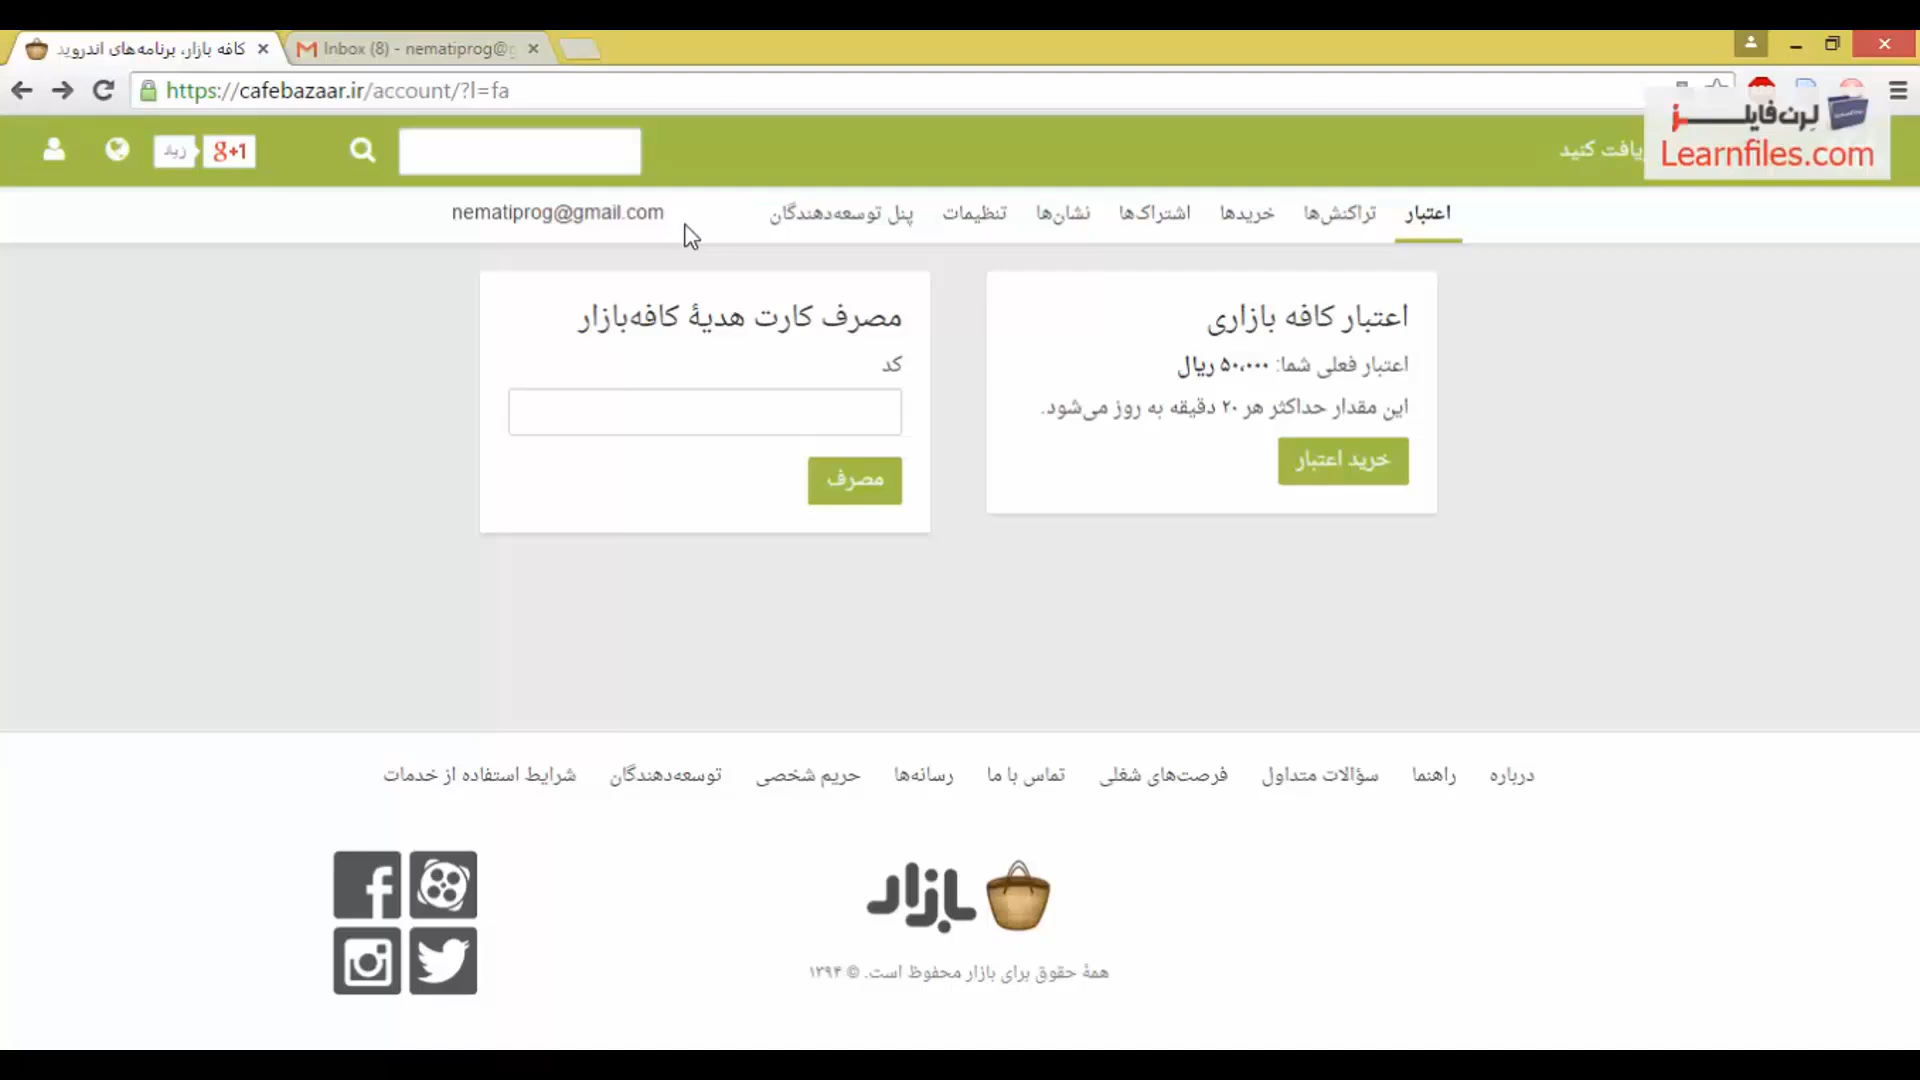 کافه بازار، برنامه‌های اندروید
Inbox (8) - nematiprog@g
https://cafebazaar.ir/account/?l=fa
لرن‌فایلز
Learnfiles.com
زیاد
g+1
یافت کنید
اعتبار تراکنش‌ها خریدها اشتراک‌ها نشان‌ها تنظیمات پنل توسعه‌دهندگان
nematiprog@gmail.com
اعتبار کافه بازاری
اعتبار فعلی شما: ۵۰،۰۰۰ ریال
این مقدار حداکثر هر ۲۰ دقیقه به روز می‌شود.
خرید اعتبار
مصرف کارت هدیهٔ کافه‌بازار
کد
مصرف
درباره راهنما سؤالات متداول فرصت‌های شغلی تماس با ما رسانه‌ها حریم شخصی توسعه‌دهندگان شرایط استفاده از خدمات
بازار
همهٔ حقوق برای بازار محفوظ است. © ۱۳۹۴